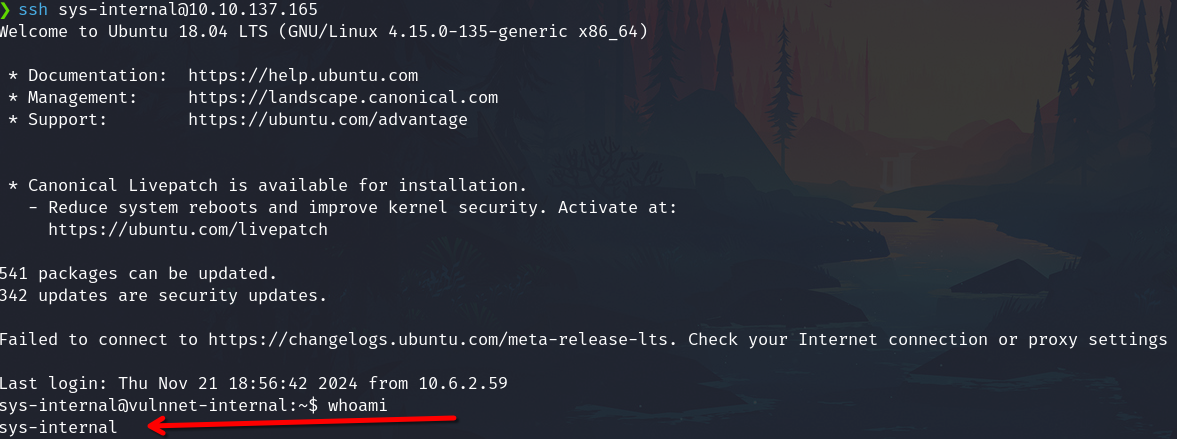 ❯ ssh sys-internal@10.10.137.165
Welcome to Ubuntu 18.04 LTS (GNU/Linux 4.15.0-135-generic x86_64)
* Documentation: https://help.ubuntu.com
* Management: https://landscape.canonical.com
* Support: https://ubuntu.com/advantage
* Canonical Livepatch is available for installation.
- Reduce system reboots and improve kernel security. Activate at:
https://ubuntu.com/livepatch
541 packages can be updated.
342 updates are security updates.
Failed to connect to https://changelogs.ubuntu.com/meta-release-lts. Check your Internet connection or proxy settings
Last login: Thu Nov 21 18:56:42 2024 from 10.6.2.59
sys-internal@vulnnet-internal:~$ whoami
sys-internal